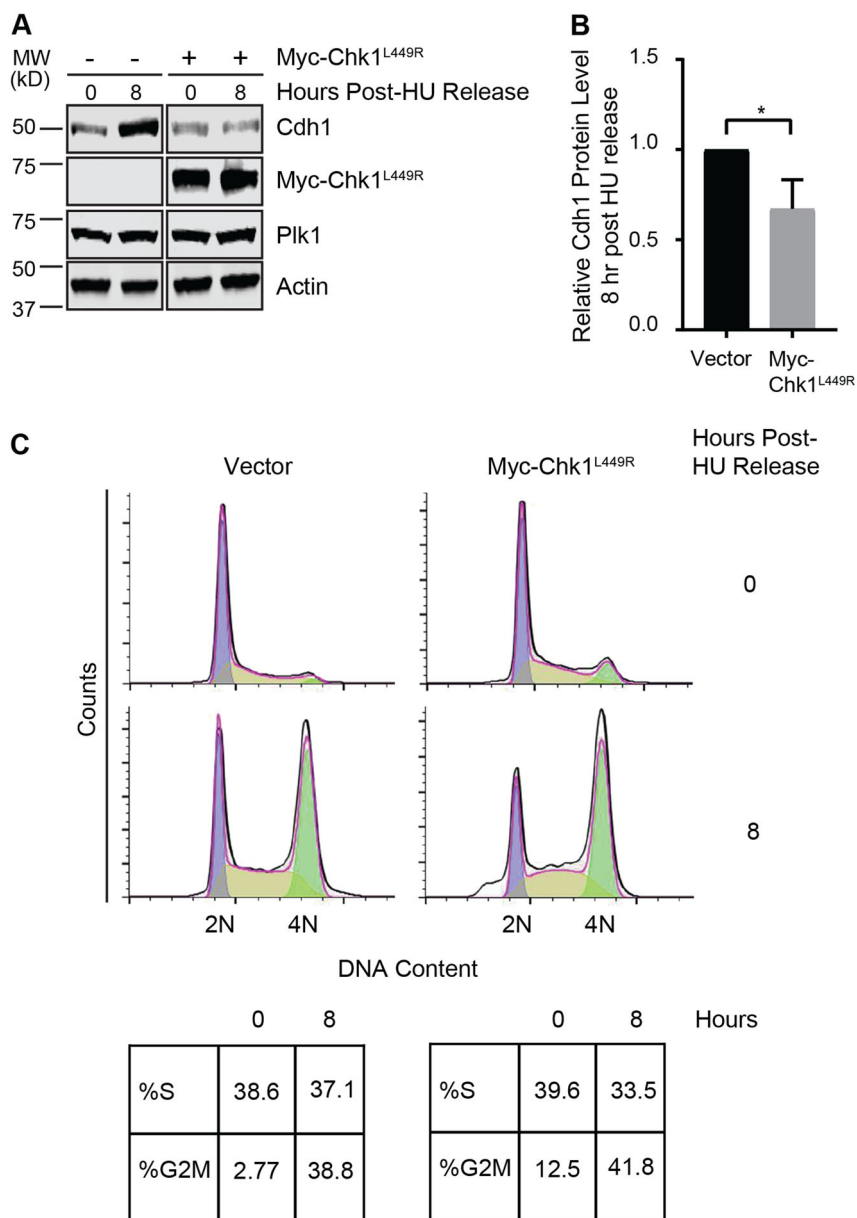 A
MW
(kD)
- - + + Myc-Chk1L449R
0 8 0 8 Hours Post-HU Release
50 Cdh1
75 Myc-Chk1L449R
75 Plk1
50 Actin
37
B
Relative Cdh1 Protein Level
8 hr post HU release
1.5
1.0
0.5
0.0
*
Vector Myc-
Chk1L449R
C
Vector Myc-Chk1L449R Hours Post-
HU Release
0
Counts
8
2N 4N 2N 4N
DNA Content
0 8 0 8 Hours
%S 38.6 37.1 %S 39.6 33.5
%G2M 2.77 38.8 %G2M 12.5 41.8